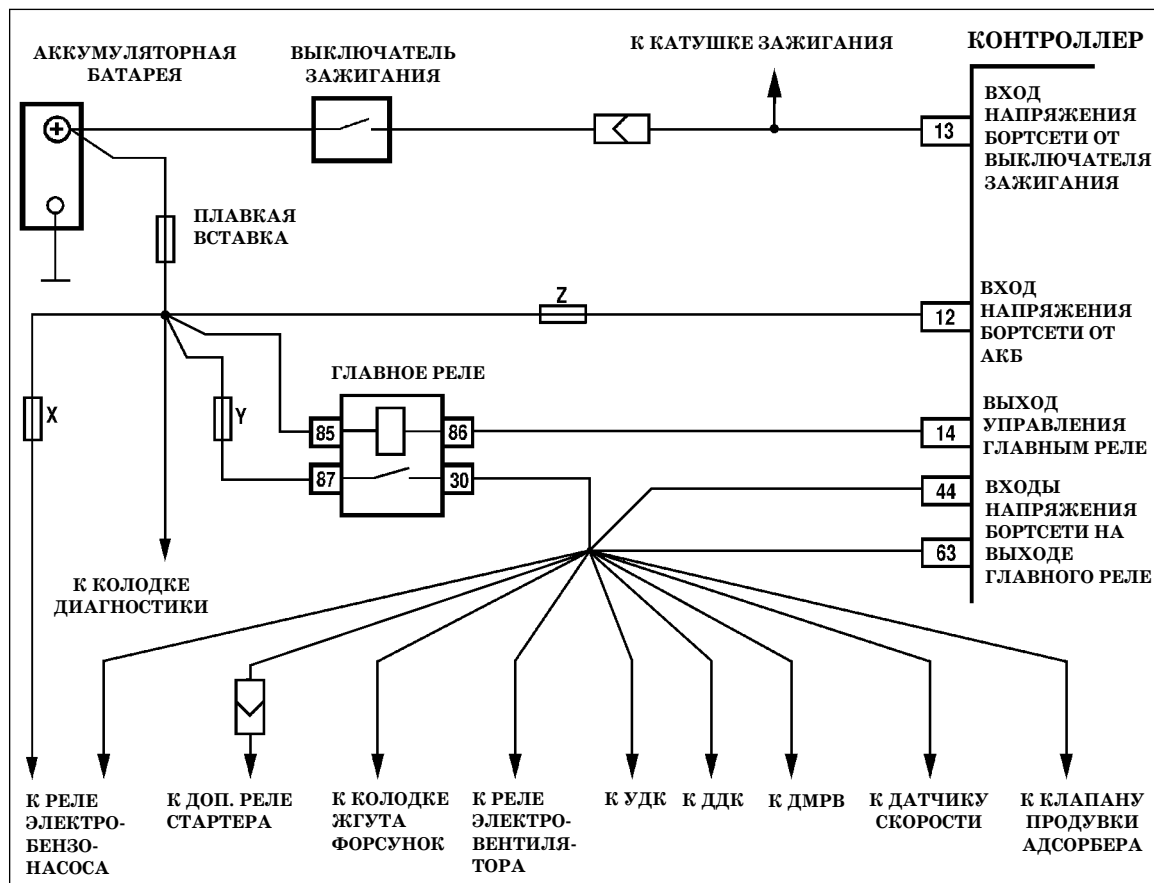 АККУМУЛЯТОРНАЯ
БАТАРЕЯ
ВЫКЛЮЧАТЕЛЬ
ЗАЖИГАНИЯ
К КАТУШКЕ ЗАЖИГАНИЯ
КОНТРОЛЛЕР
13
ВХОД
НАПРЯЖЕНИЯ
БОРТСЕТИ ОТ
ВЫКЛЮЧАТЕЛЯ
ЗАЖИГАНИЯ
ПЛАВКАЯ
ВСТАВКА
Z
12
ВХОД
НАПРЯЖЕНИЯ
БОРТСЕТИ ОТ
АКБ
X
Y
ГЛАВНОЕ РЕЛЕ
85
86
87
30
14
ВЫХОД
УПРАВЛЕНИЯ
ГЛАВНЫМ РЕЛЕ
44
63
ВХОДЫ
НАПРЯЖЕНИЯ
БОРТСЕТИ НА
ВЫХОДЕ
ГЛАВНОГО РЕЛЕ
К КОЛОДКЕ
ДИАГНОСТИКИ
К РЕЛЕ
ЭЛЕКТРО-
БЕНЗО-
НАСОСА
К ДОП. РЕЛЕ
СТАРТЕРА
К КОЛОДКЕ
ЖГУТА
ФОРСУНОК
К РЕЛЕ
ЭЛЕКТРО-
ВЕНТИЛЯ-
ТОРА
К УДК
К ДДК
К ДМРВ
К ДАТЧИКУ
СКОРОСТИ
К КЛАПАНУ
ПРОДУВКИ
АДСОРБЕРА